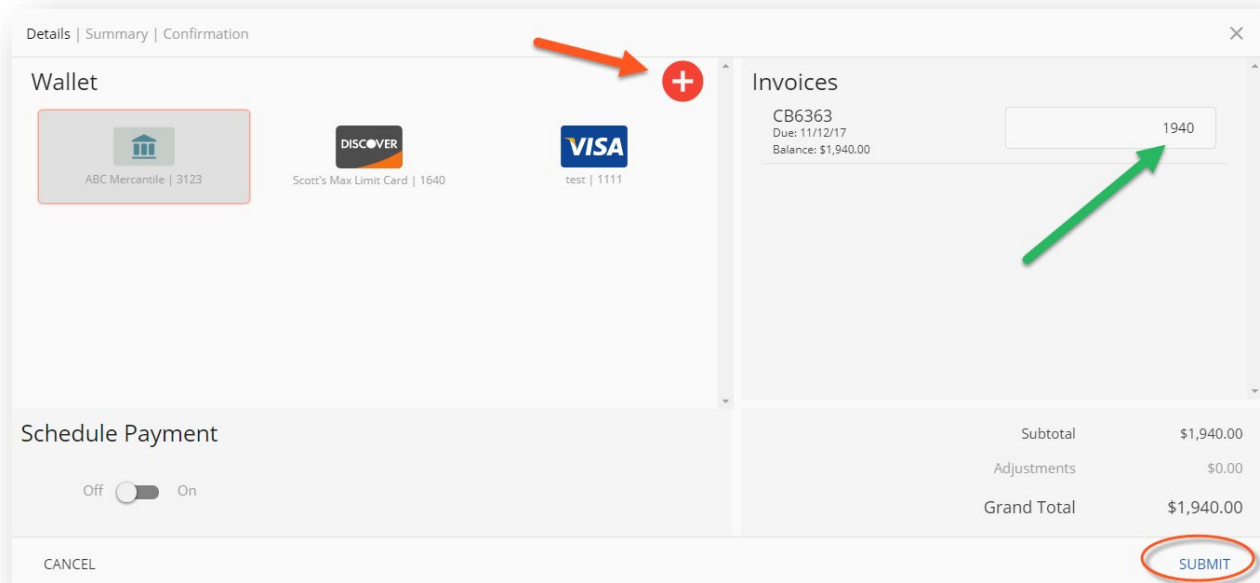 Details | Summary | Confirmation
Wallet
ABC Mercantile | 3123
DISCOVER
Scott's Max Limit Card | 1640
VISA
test | 1111
Invoices
CB6363
Due: 11/12/17
Balance: $1,940.00
1940
Schedule Payment
Off On
Subtotal $1,940.00
Adjustments $0.00
Grand Total $1,940.00
CANCEL
SUBMIT